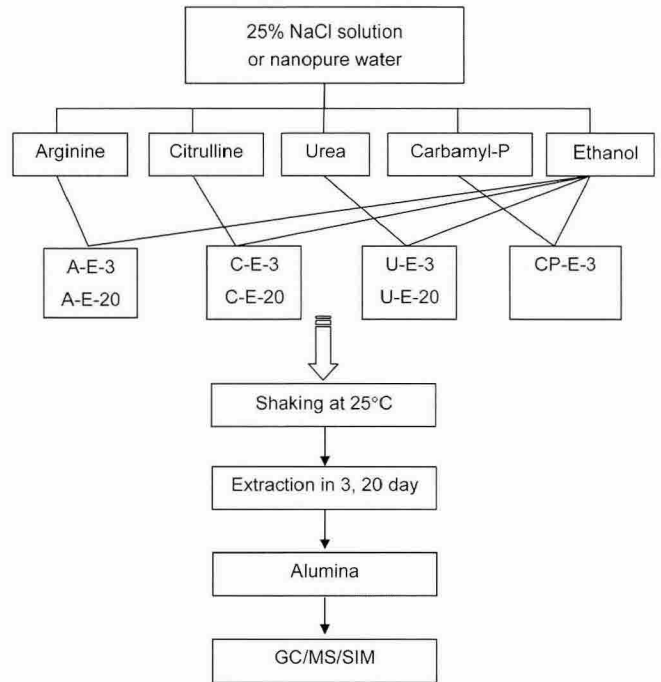 25% NaCl solution
or nanopure water
Arginine
Citrulline
Urea
Carbamyl-P
Ethanol
A-E-3
A-E-20
C-E-3
C-E-20
U-E-3
U-E-20
CP-E-3
Shaking at 25°C
Extraction in 3, 20 day
Alumina
GC/MS/SIM